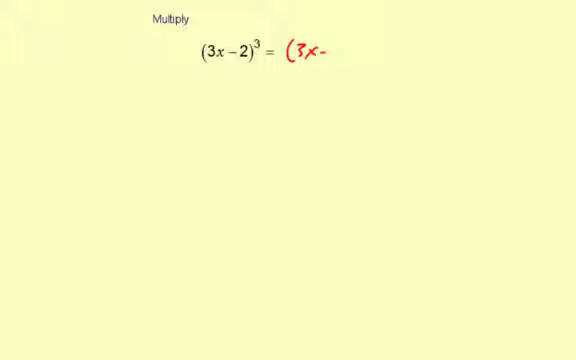 Multiply
(3x − 2)³ = (3x-